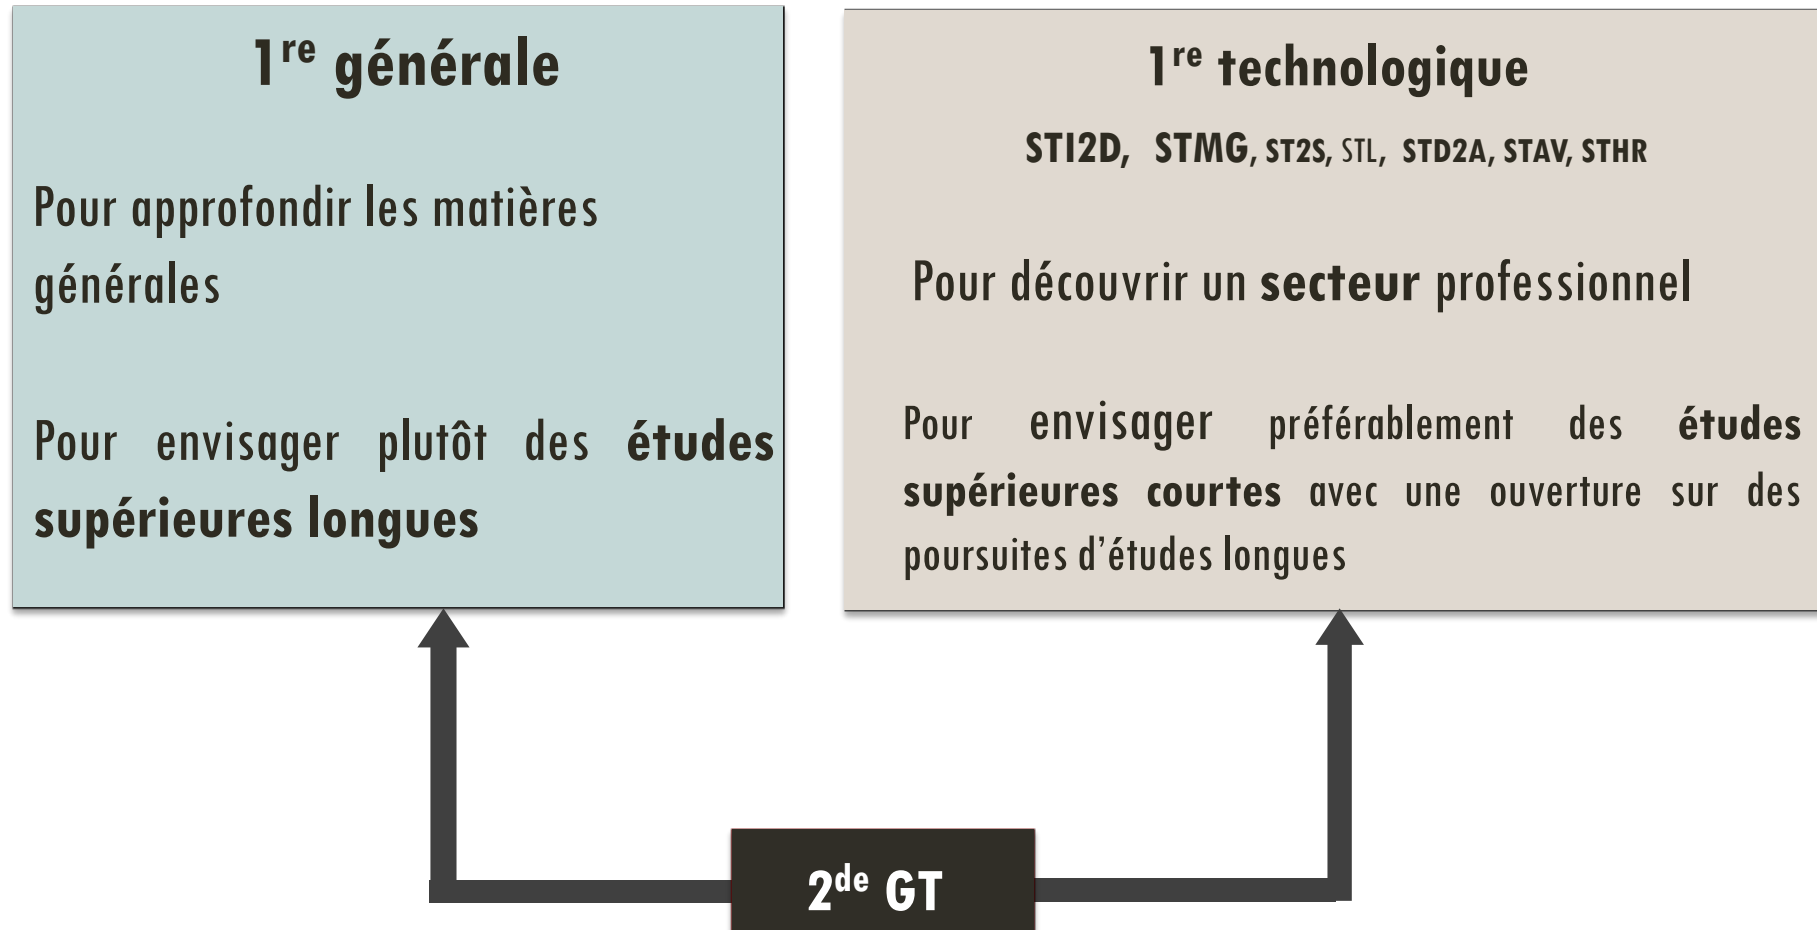 1re générale
Pour approfondir les matières
générales
Pour envisager plutôt des études
supérieures longues
1re technologique
STI2D, STMG, ST2S, STL, STD2A, STAV, STHR
Pour découvrir un secteur professionnel
Pour envisager préférablement des études
supérieures courtes avec une ouverture sur des
poursuites d'études longues
2de GT